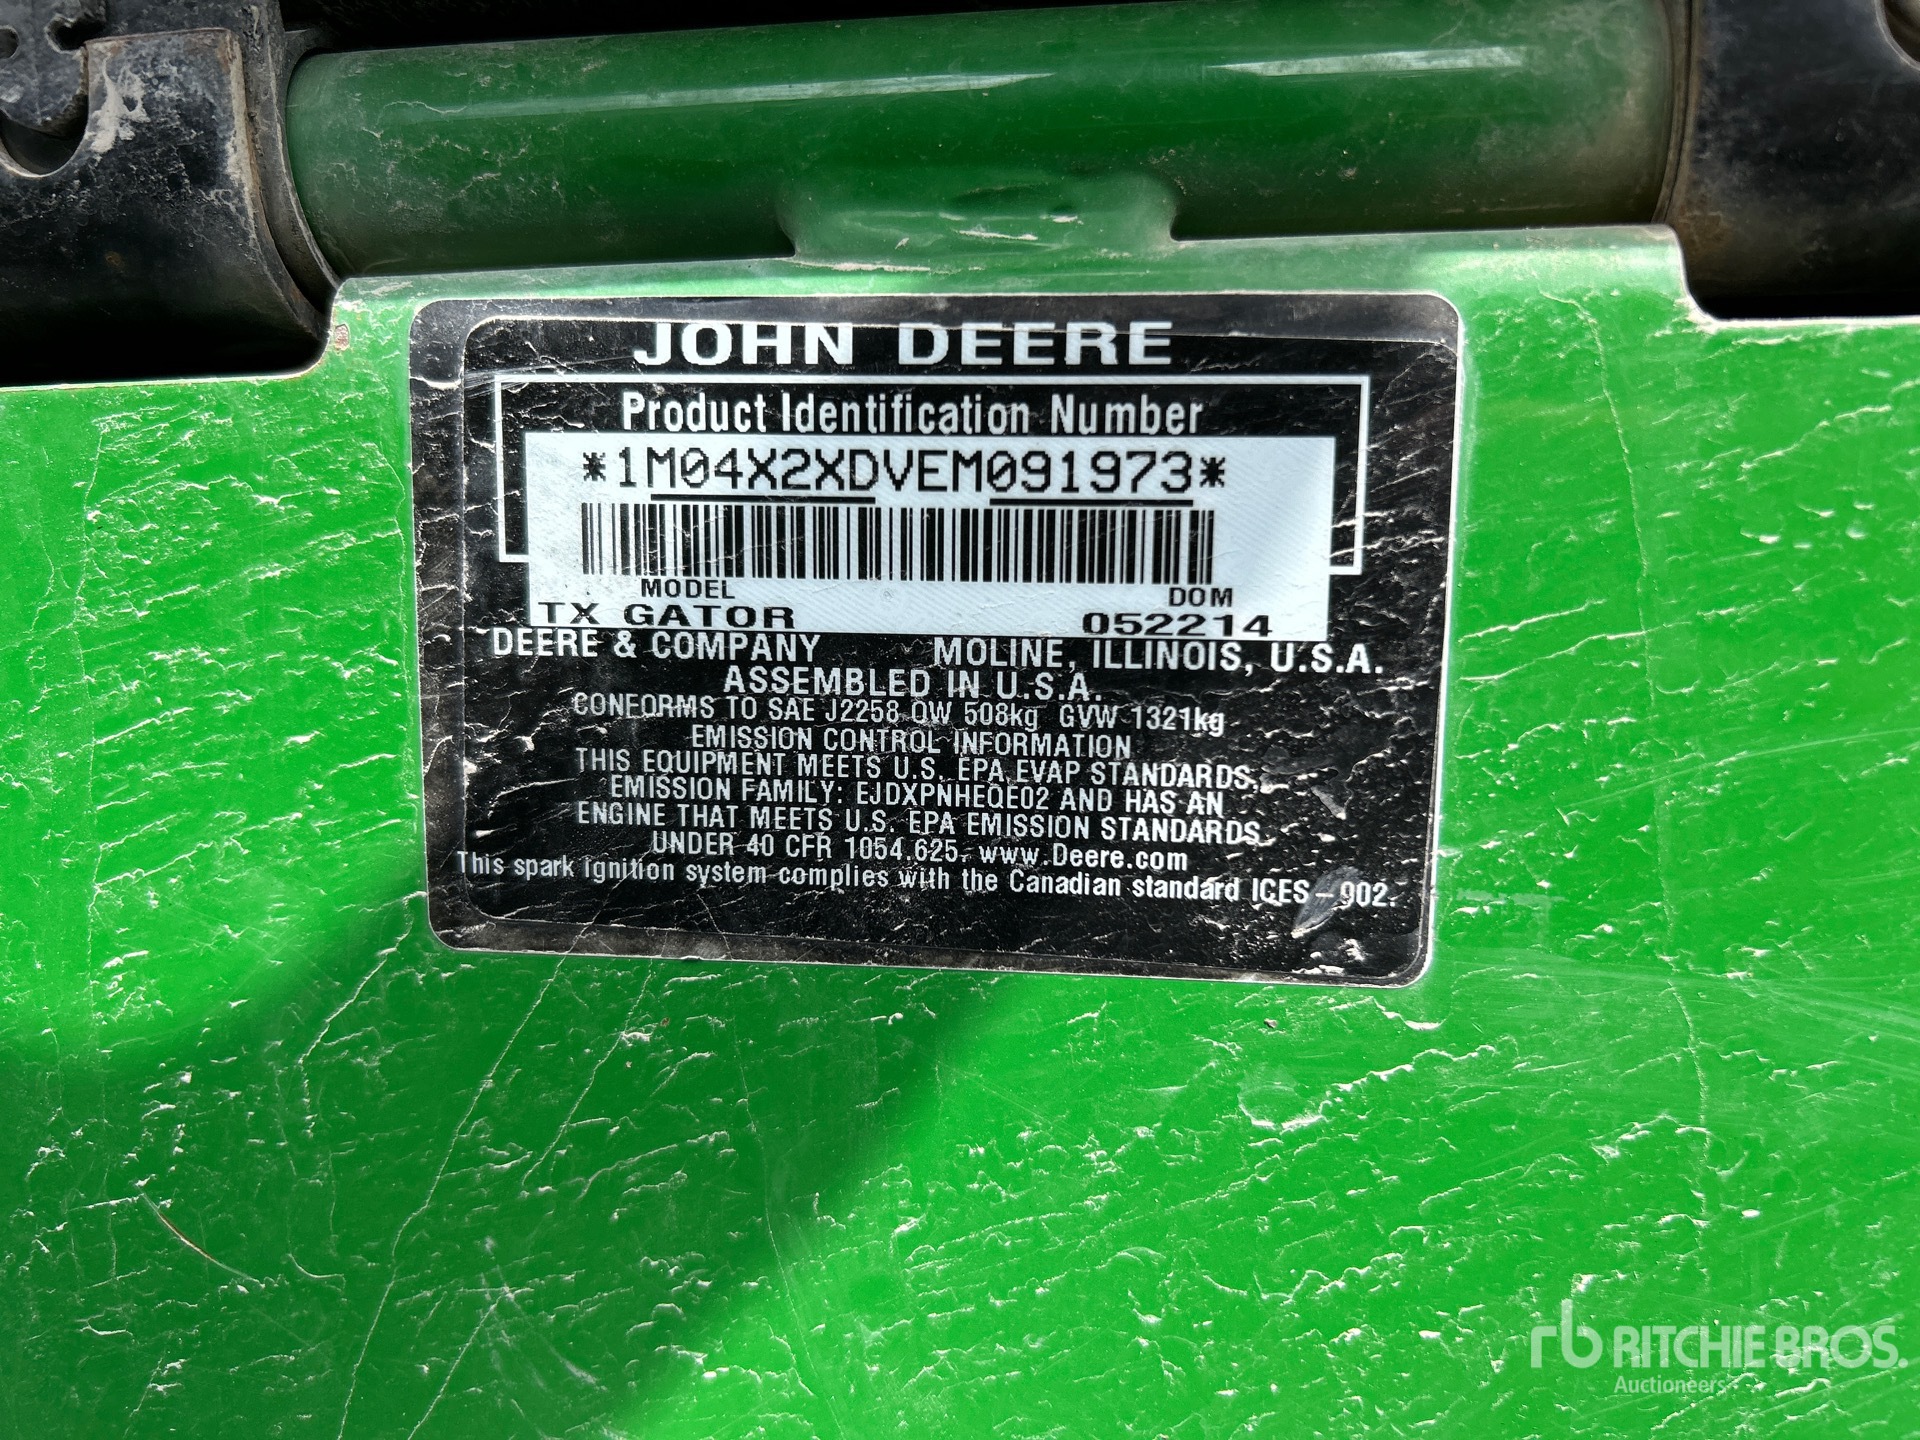 JOHN DEERE
Product Identification Number
*1M04X2XDVEM091973*
MODEL DOM
TX GATOR 052214
DEERE & COMPANY MOLINE, ILLINOIS, U.S.A.
ASSEMBLED IN U.S.A.
CONFORMS TO SAE J2258 OW 508kg GVW 1321kg
EMISSION CONTROL INFORMATION
THIS EQUIPMENT MEETS U.S. EPA EVAP STANDARDS,
EMISSION FAMILY: EJDXPNHEQE02 AND HAS AN
ENGINE THAT MEETS U.S. EPA EMISSION STANDARDS
UNDER 40 CFR 1054.625. www.Deere.com
This spark ignition system complies with the Canadian standard ICES-002.
rb RITCHIE BROS.
Auctioneers